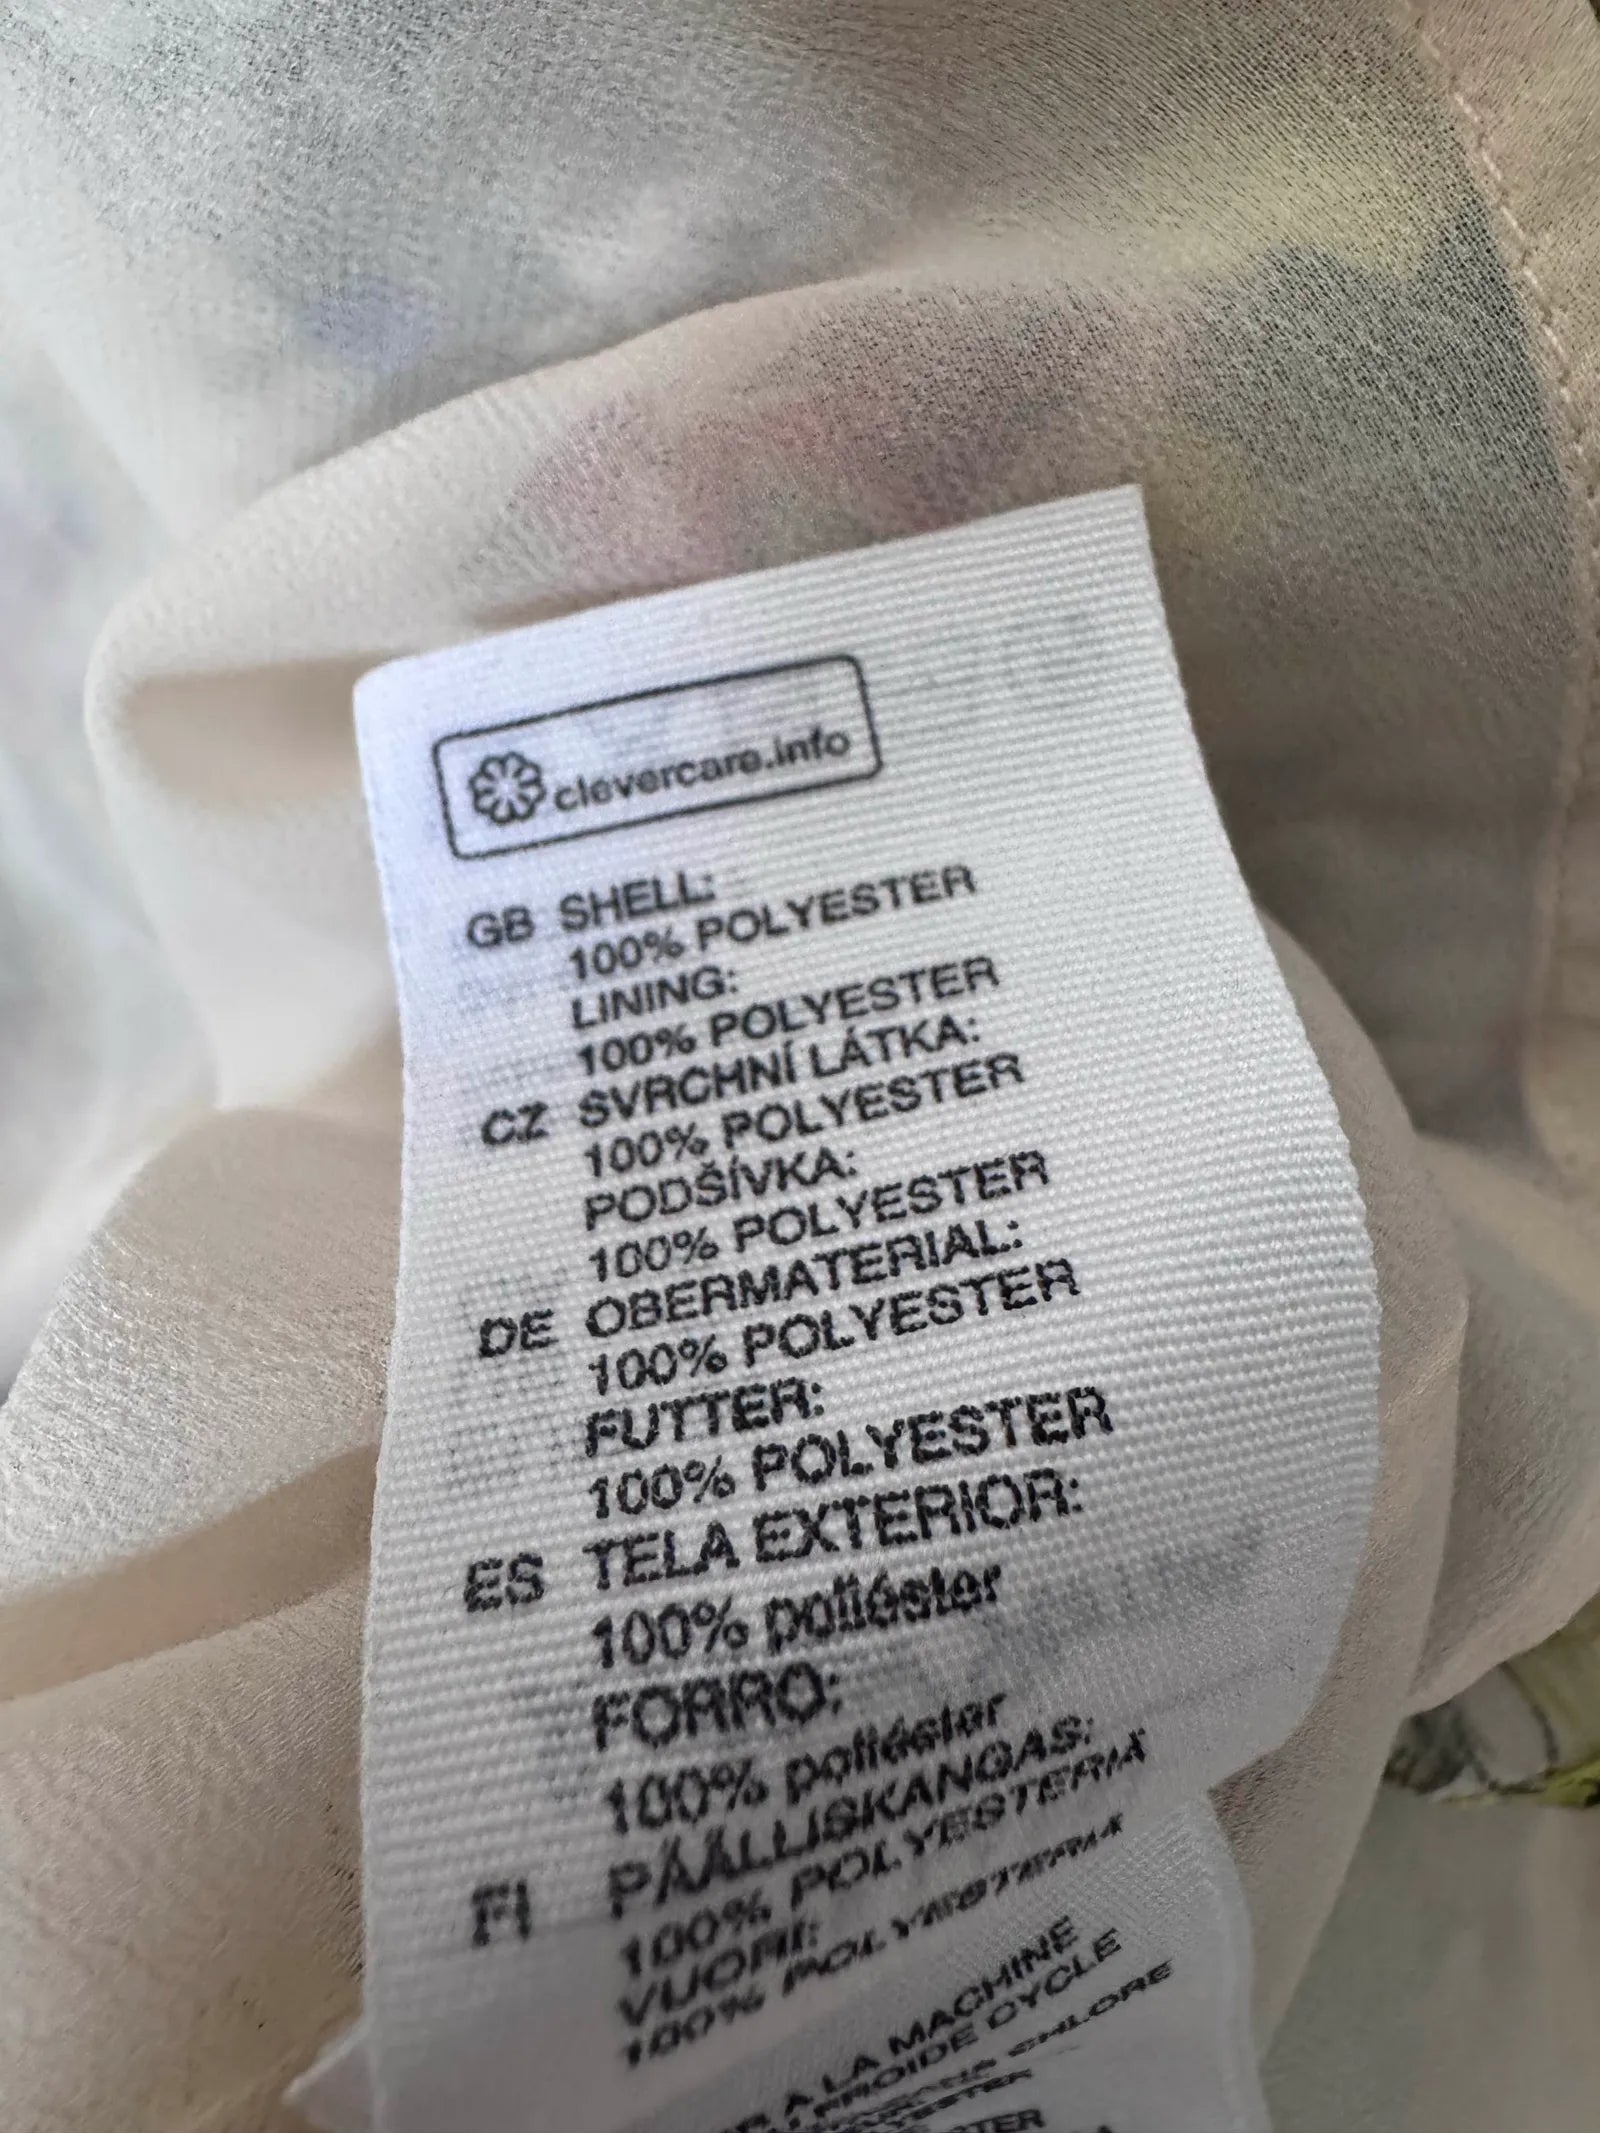 clevercare.info
GB SHELL:
100% POLYESTER
LINING:
100% POLYESTER
CZ SVRCHNÍ LÁTKA:
100% POLYESTER
PODŠÍVKA:
100% POLYESTER
DE OBERMATERIAL:
100% POLYESTER
FUTTER:
100% POLYESTER
ES TELA EXTERIOR:
100% poliéster
FORRO:
100% poliéster
FI PÄÄLLISKANGAS:
100% POLYESTERIÄ
VUORI:
100% POLYESTERIÄ
A LA MACHINE
CYCLE
CHLORE